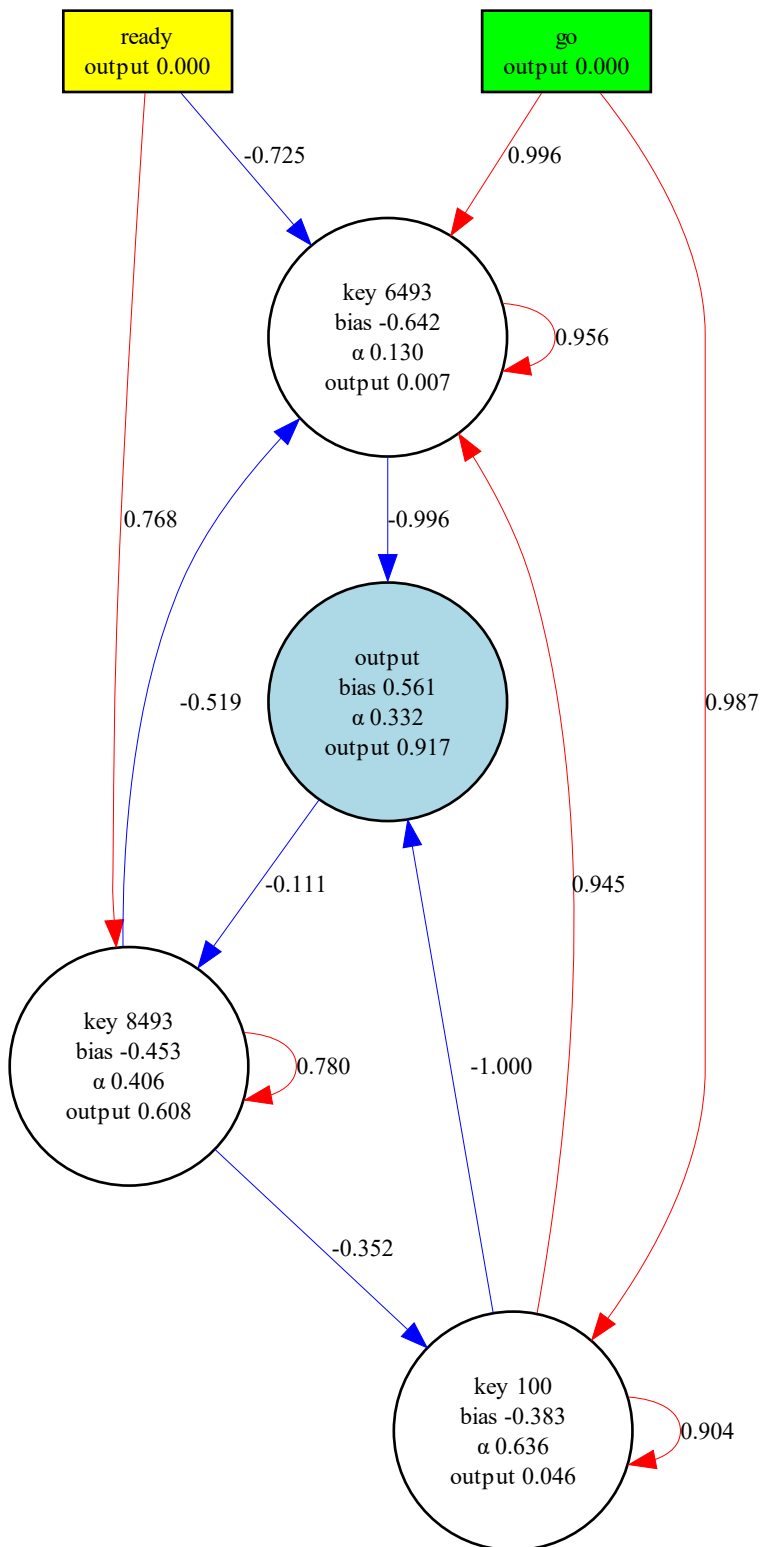 ready
output 0.000
go
output 0.000
-0.725
0.996
key 6493
bias -0.642
α 0.130
output 0.007
0.956
0.768
-0.996
-0.519
output
bias 0.561
α 0.332
output 0.917
0.987
-0.111
0.945
key 8493
bias -0.453
α 0.406
output 0.608
0.780
-1.000
-0.352
key 100
bias -0.383
α 0.636
output 0.046
0.904